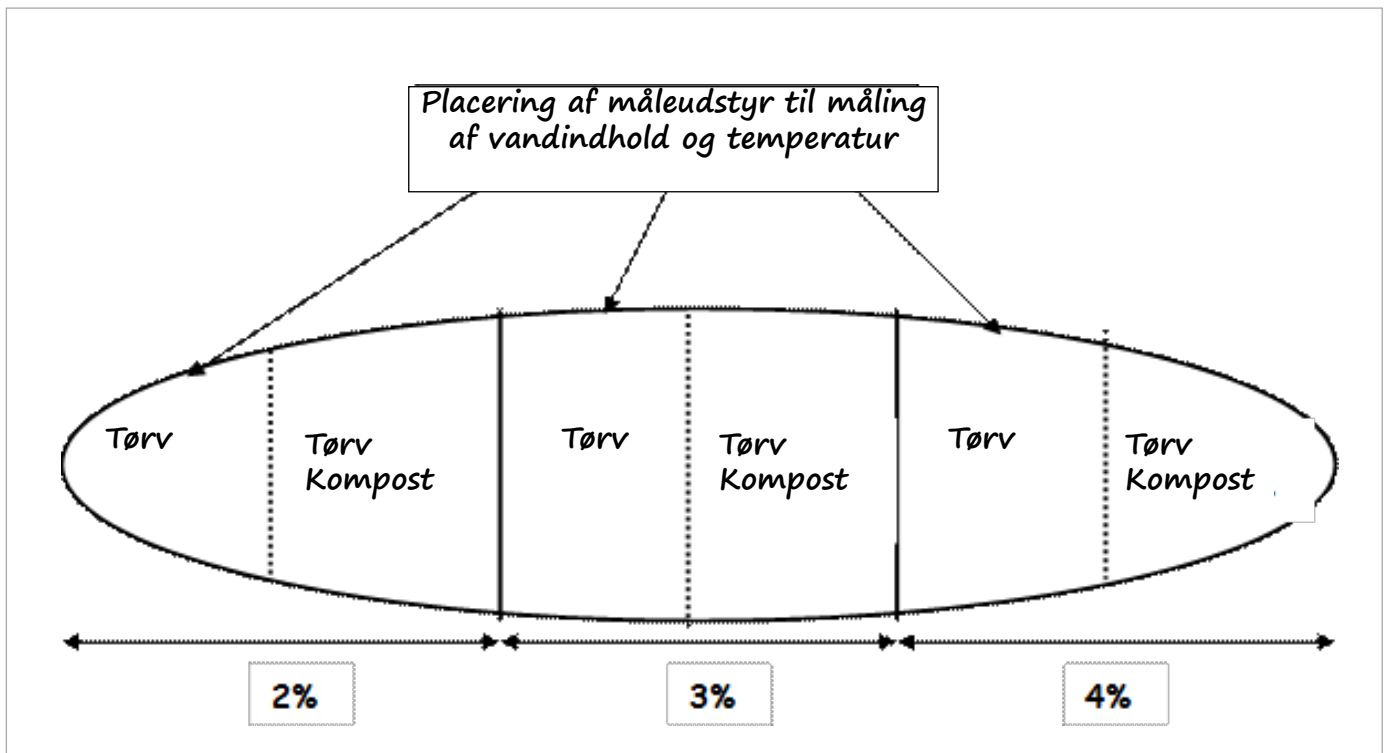 Placering af måleudstyr til måling
af vandindhold og temperatur
Tørv
Tørv
Kompost
Tørv
Tørv
Kompost
Tørv
Tørv
Kompost
2%
3%
4%